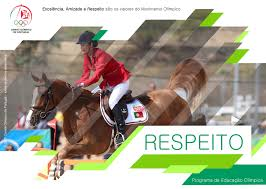 Excelência, Amizade e Respeito são os valores do Movimento Olímpico
RESPEITO
Programa de Educação Olímpica